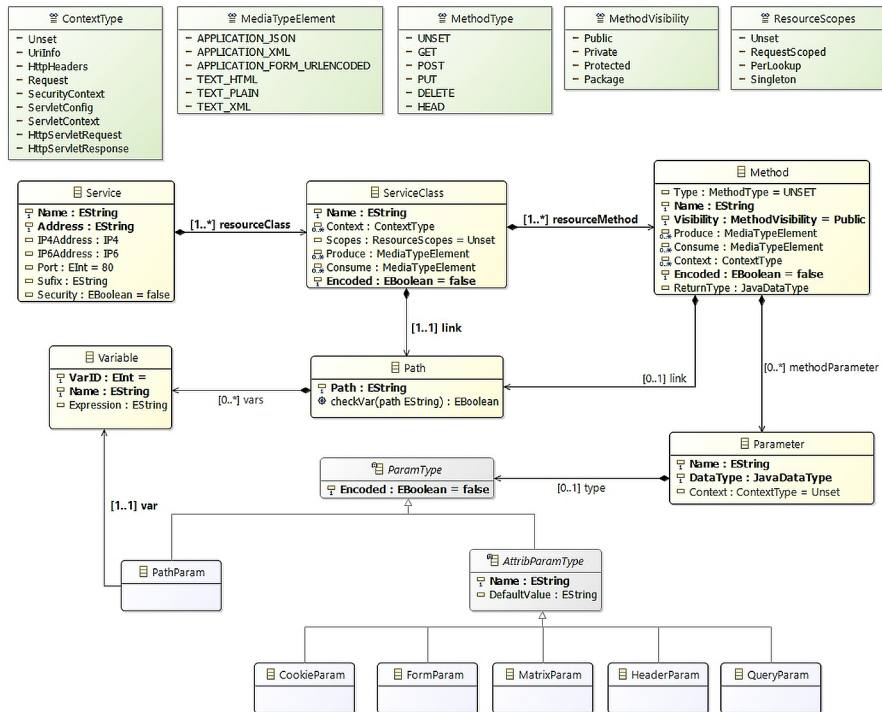 ContextType
Unset
UriInfo
HttpHeaders
Request
SecurityContext
ServletConfig
ServletContext
HttpServletRequest
HttpServletResponse
MediaTypeElement
APPLICATION_JSON
APPLICATION_XML
APPLICATION_FORM_URLENCODED
TEXT_HTML
TEXT_PLAIN
TEXT_XML
MethodType
UNSET
GET
POST
PUT
DELETE
HEAD
MethodVisibility
Public
Private
Protected
Package
ResourceScopes
Unset
RequestScoped
PerLookup
Singleton
Service
Name : EString
Address : EString
IP4Address : IP4
IP6Address : IP6
Port : EInt = 80
Sufix : EString
Security : EBoolean = false
[1..*] resourceClass
ServiceClass
Name : EString
Context : ContextType
Scopes : ResourceScopes = Unset
Produce : MediaTypeElement
Consume : MediaTypeElement
Encoded : EBoolean = false
[1..*] resourceMethod
Method
Type : MethodType = UNSET
Name : EString
Visibility : MethodVisibility = Public
Produce : MediaTypeElement
Consume : MediaTypeElement
Context : ContextType
Encoded : EBoolean = false
ReturnType : JavaDataType
[1..1] link
Variable
VarID : EInt =
Name : EString
Expression : EString
[0..*] vars
Path
Path : EString
checkVar(path EString) : EBoolean
[0..1] link
[0..*] methodParameter
Parameter
Name : EString
DataType : JavaDataType
Context : ContextType = Unset
ParamType
Encoded : EBoolean = false
[0..1] type
[1..1] var
PathParam
AttribParamType
Name : EString
DefaultValue : EString
CookieParam
FormParam
MatrixParam
HeaderParam
QueryParam